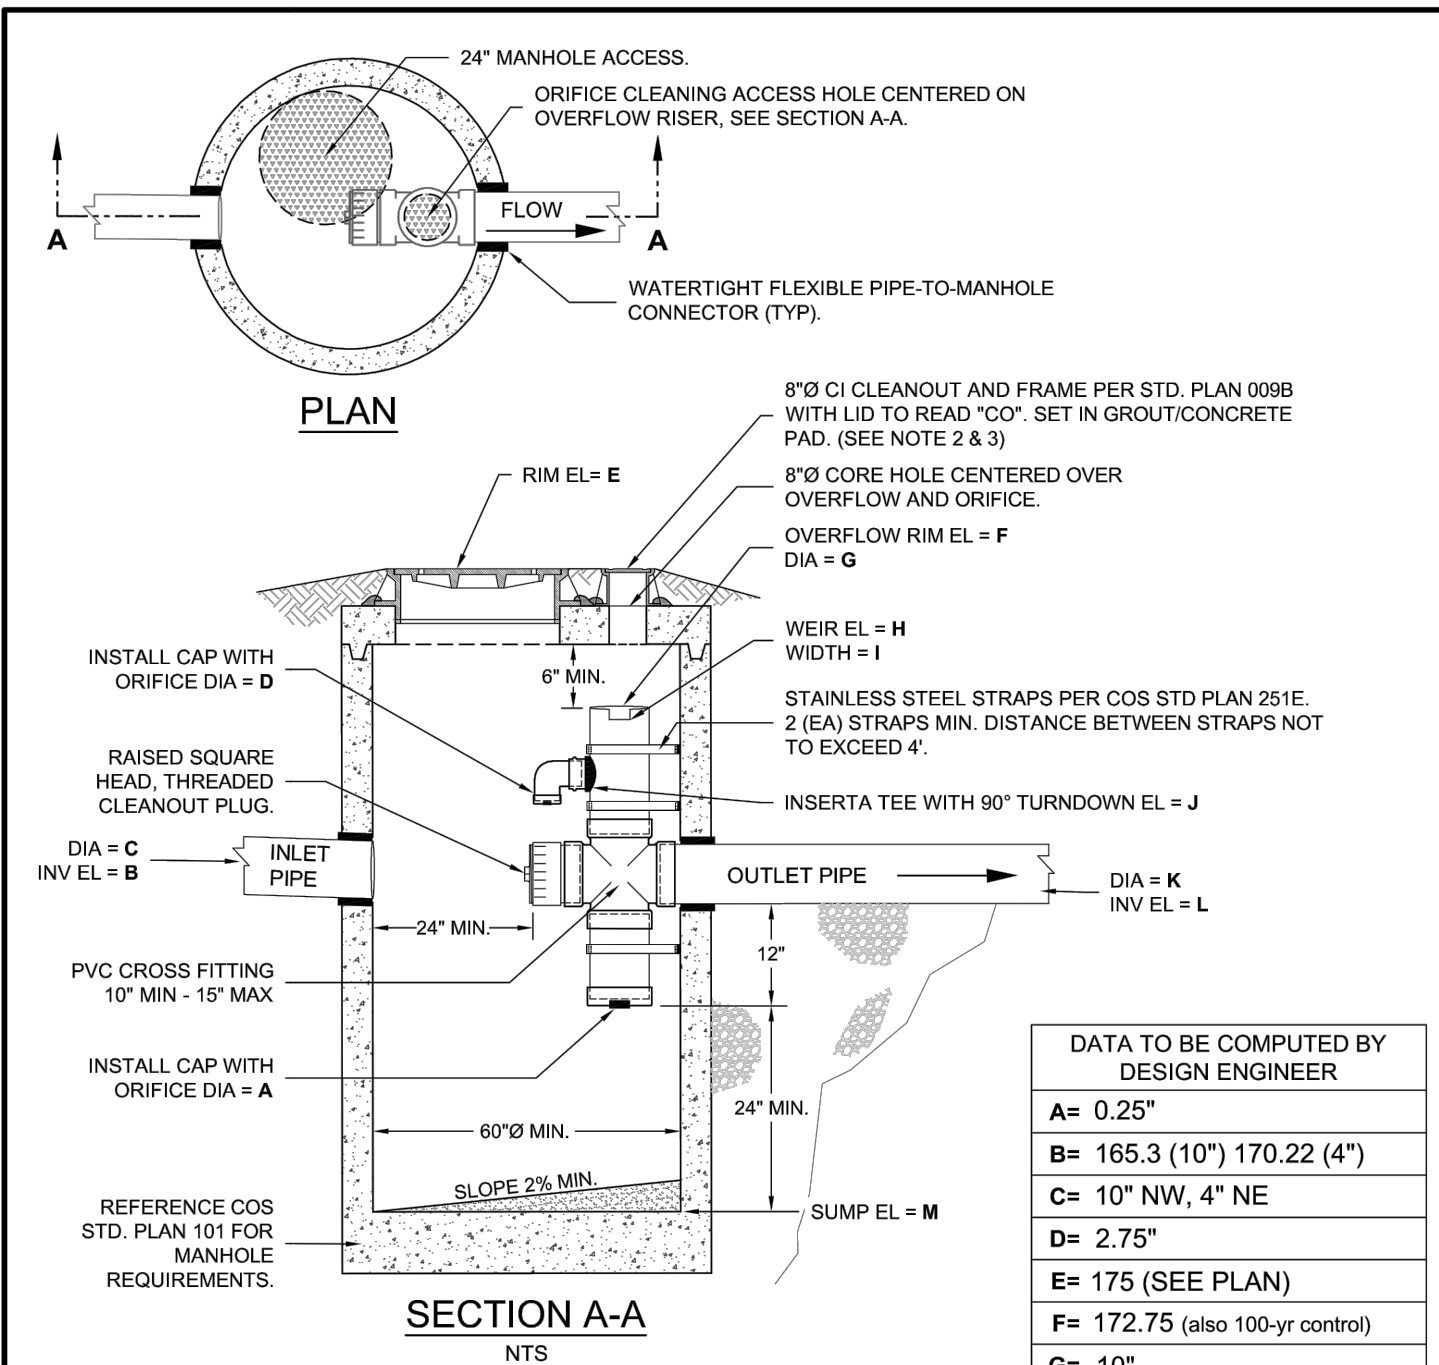 24" MANHOLE ACCESS.
ORIFICE CLEANING ACCESS HOLE CENTERED ON
OVERFLOW RISER, SEE SECTION A-A.
FLOW
A
A
WATERTIGHT FLEXIBLE PIPE-TO-MANHOLE
CONNECTOR (TYP).
PLAN
8"Ø CI CLEANOUT AND FRAME PER STD. PLAN 009B
WITH LID TO READ "CO". SET IN GROUT/CONCRETE
PAD. (SEE NOTE 2 & 3)
RIM EL= E
8"Ø CORE HOLE CENTERED OVER
OVERFLOW AND ORIFICE.
OVERFLOW RIM EL = F
DIA = G
WEIR EL = H
WIDTH = I
INSTALL CAP WITH
ORIFICE DIA = D
6" MIN.
STAINLESS STEEL STRAPS PER COS STD PLAN 251E.
2 (EA) STRAPS MIN. DISTANCE BETWEEN STRAPS NOT
TO EXCEED 4'.
RAISED SQUARE
HEAD, THREADED
CLEANOUT PLUG.
INSERTA TEE WITH 90° TURNDOWN EL = J
DIA = C
INV EL = B
INLET
PIPE
OUTLET PIPE
DIA = K
INV EL = L
24" MIN.
12"
PVC CROSS FITTING
10" MIN - 15" MAX
INSTALL CAP WITH
ORIFICE DIA = A
24" MIN.
60"Ø MIN.
SLOPE 2% MIN.
SUMP EL = M
REFERENCE COS
STD. PLAN 101 FOR
MANHOLE
REQUIREMENTS.
SECTION A-A
NTS
DATA TO BE COMPUTED BY
DESIGN ENGINEER
A= 0.25"
B= 165.3 (10") 170.22 (4")
C= 10" NW, 4" NE
D= 2.75"
E= 175 (SEE PLAN)
F= 172.75 (also 100-yr control)
G= 10"